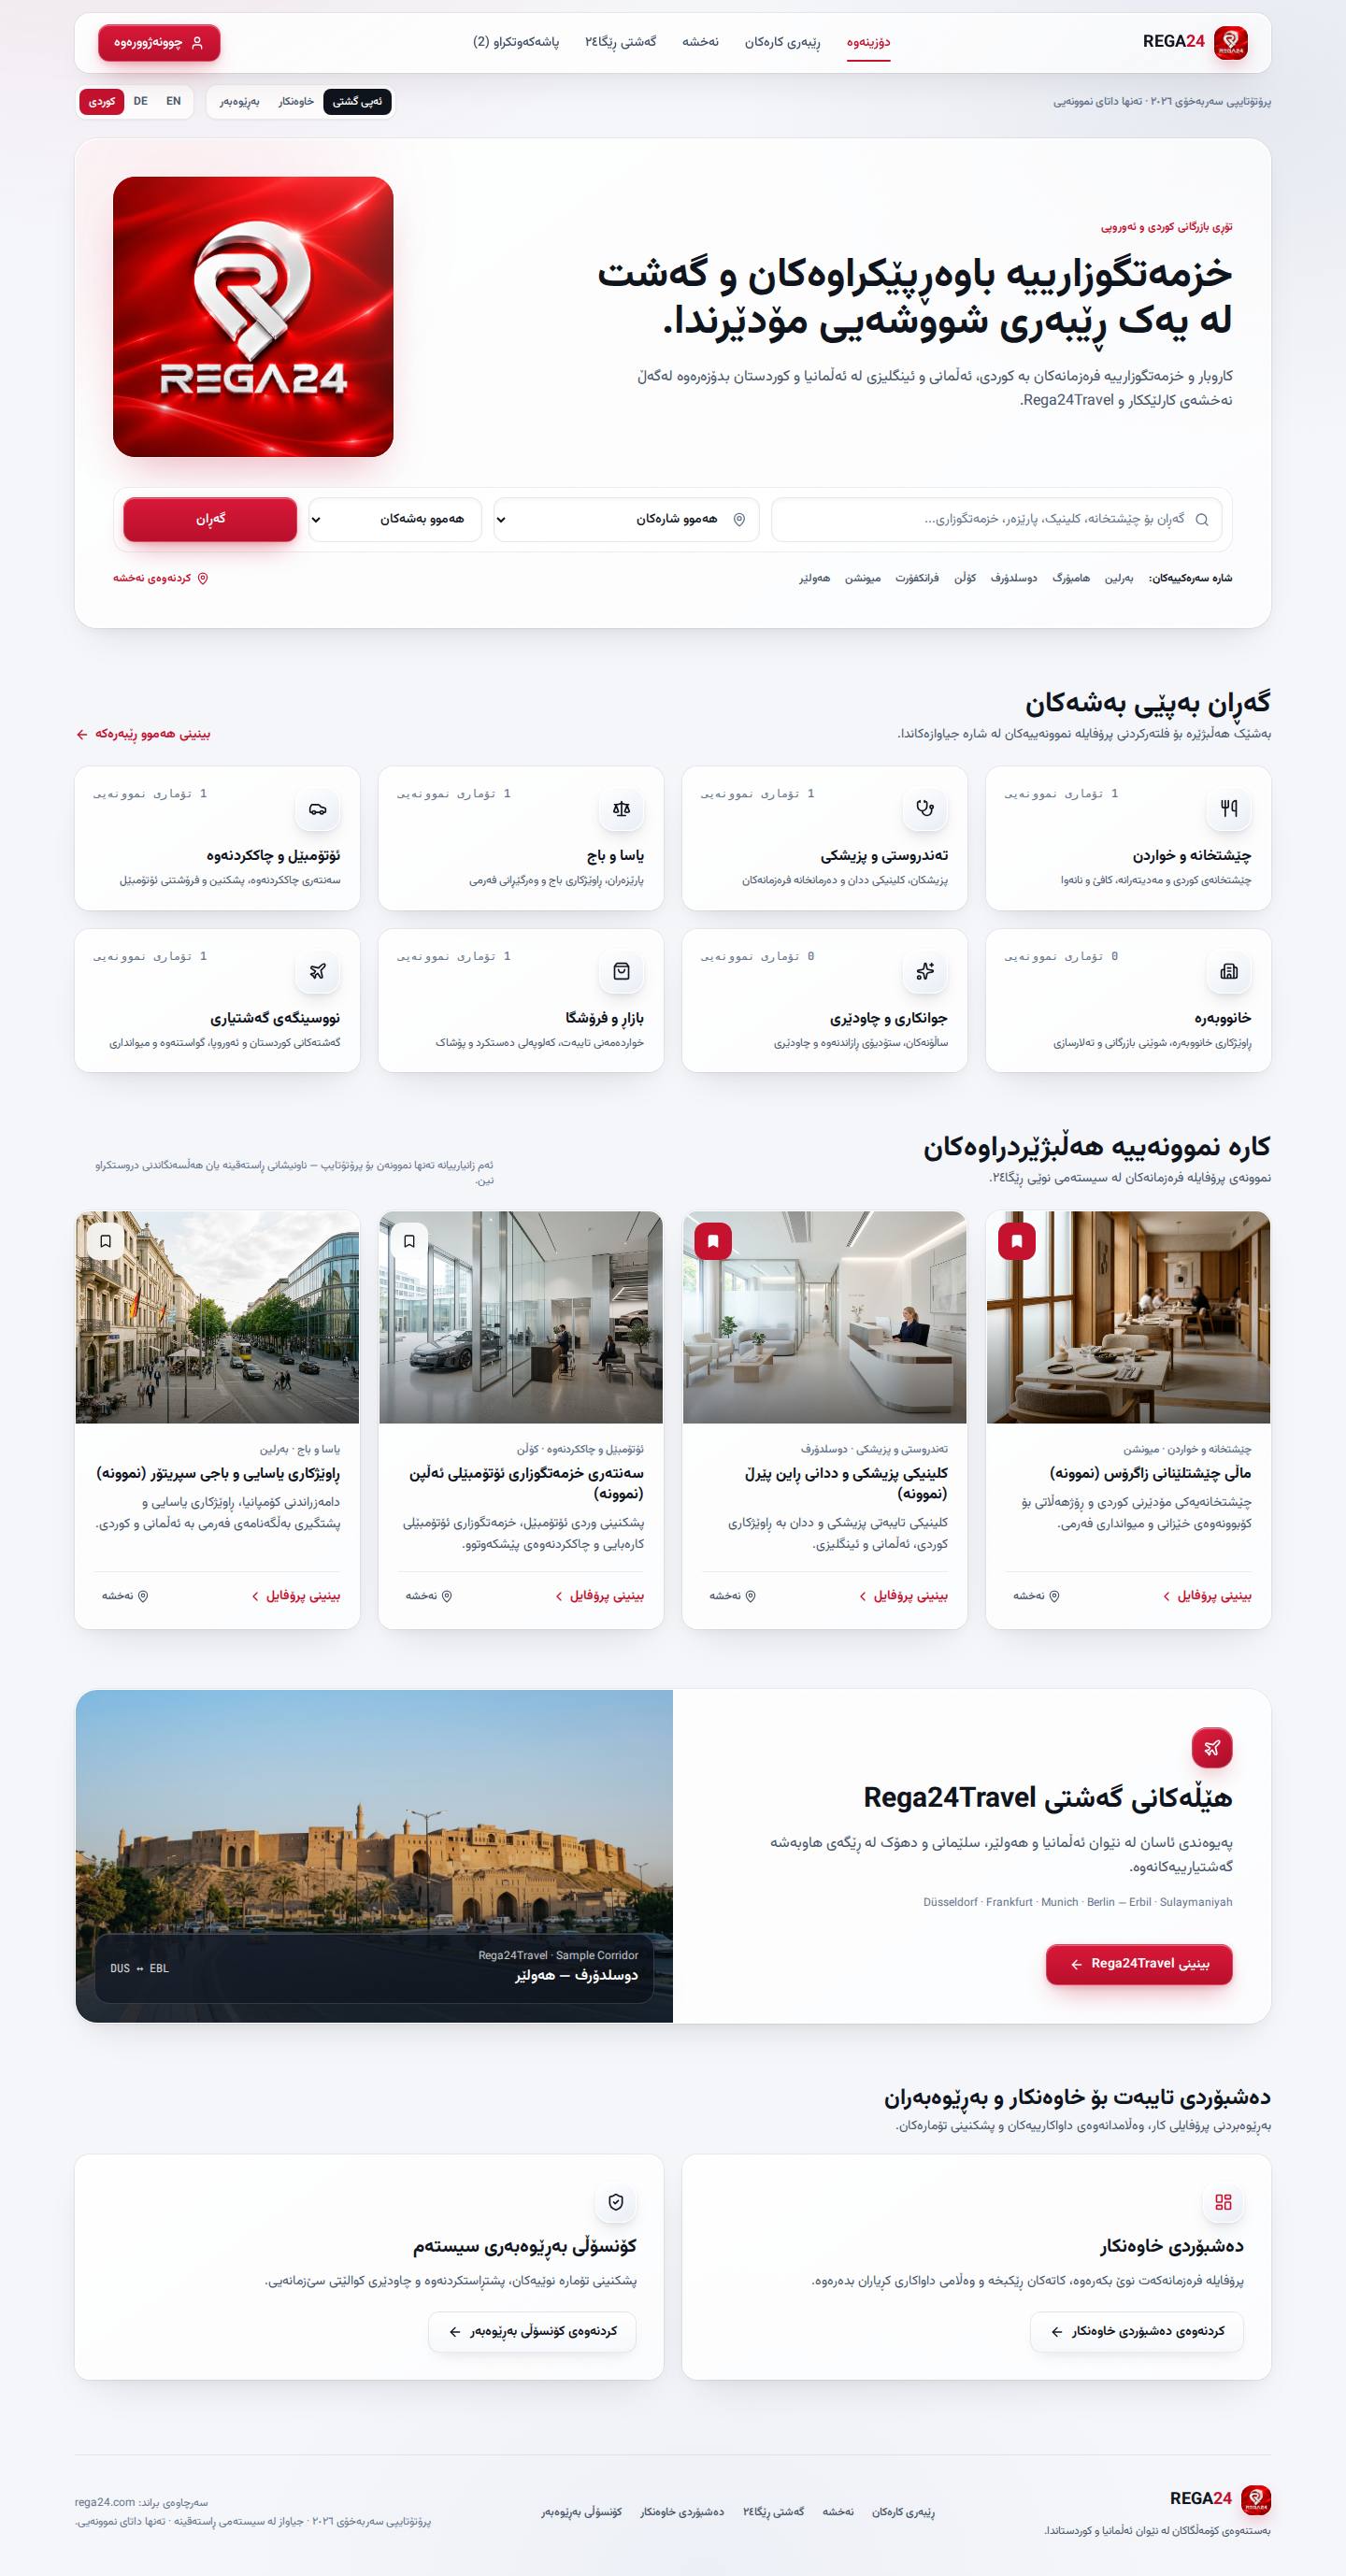 REGA24
دۆزینەوە
ڕێبەری کارەکان
نەخشە
گەشتی ڕێگا٢٤
پاشەکەوتکراو (2)
چوونەژوورەوە
پرۆتۆتایپی سەربەخۆی ٢٠٢٦ · تەنها داتای نموونەیی
ئەپی گشتی
خاوەنکار
بەڕێوەبەر
EN
DE
کوردی
تۆڕی بازرگانی کوردی و ئەوروپی
خزمەتگوزارییە باوەڕپێکراوەکان و گەشت
لە یەک ڕێبەری شووشەیی مۆدێرندا.
کاروبار و خزمەتگوزارییە فرەزمانەکان بە کوردی، ئەڵمانی و ئینگلیزی لە ئەڵمانیا و کوردستان بدۆزەرەوە لەگەڵ
نەخشەی کارلێککار و Rega24Travel.
REGA24
گەڕان بۆ چێشتخانە، کلینیک، پارێزەر، خزمەتگوزاری...
هەموو شارەکان
هەموو بەشەکان
گەڕان
شارە سەرەکییەکان: بەرلین هامبۆرگ دوسلدۆرف کۆڵن فرانکفۆرت میونشن هەولێر
کردنەوەی نەخشە
گەڕان بەپێی بەشەکان
بەشێک هەڵبژێرە بۆ فلتەرکردنی پرۆفایلە نموونەییەکان لە شارە جیاوازەکاندا.
بینینی هەموو ڕێبەرەکە
1 تۆماری نموونەیی
چێشتخانە و خواردن
چێشتخانەی کوردی و مەدیتەرانە، کافێ و نانەوا
1 تۆماری نموونەیی
تەندروستی و پزیشکی
پزیشکان، کلینیکی ددان و دەرمانخانە فرەزمانەکان
1 تۆماری نموونەیی
یاسا و باج
پارێزەران، ڕاوێژکاری باج و وەرگێڕانی فەرمی
1 تۆماری نموونەیی
ئۆتۆمبێل و چاککردنەوە
سەنتەری چاککردنەوە، پشکنین و فرۆشتنی ئۆتۆمبێل
0 تۆماری نموونەیی
خانووبەرە
ڕاوێژکاری خانووبەرە، شوێنی بازرگانی و تەلارسازی
0 تۆماری نموونەیی
جوانکاری و چاودێری
ساڵۆنەکان، ستۆدیۆی ڕازاندنەوە و چاودێری
1 تۆماری نموونەیی
بازاڕ و فرۆشگا
خواردەمەنی تایبەت، کەلوپەلی دەستکرد و پۆشاک
1 تۆماری نموونەیی
نووسینگەی گەشتیاری
گەشتەکانی کوردستان و ئەوروپا، گواستنەوە و میوانداری
کارە نموونەییە هەڵبژێردراوەکان
نموونەی پرۆفایلە فرەزمانەکان لە سیستەمی نوێی ڕێگا٢٤.
ئەم زانیارییانە تەنها نموونەن بۆ پرۆتۆتایپ — ناونیشانی ڕاستەقینە یان هەڵسەنگاندنی دروستکراو
نین.
چێشتخانە و خواردن · میونشن
ماڵی چێشتلێنانی زاگرۆس (نموونە)
چێشتخانەیەکی مۆدێرنی کوردی و ڕۆژهەڵاتی بۆ
کۆبوونەوەی خێزانی و میوانداری فەرمی.
بینینی پرۆفایل
نەخشە
تەندروستی و پزیشکی · دوسلدۆرف
کلینیکی پزیشکی و ددانی ڕاین پێرڵ
(نموونە)
کلینیکی تایبەتی پزیشکی و ددان بە ڕاوێژکاری
کوردی، ئەڵمانی و ئینگلیزی.
بینینی پرۆفایل
نەخشە
ئۆتۆمبێل و چاککردنەوە · کۆڵن
سەنتەری خزمەتگوزاری ئۆتۆمبێلی ئەڵپن
(نموونە)
پشکنینی وردی ئۆتۆمبێل، خزمەتگوزاری ئۆتۆمبێلی
کارەبایی و چاککردنەوەی پێشکەوتوو.
بینینی پرۆفایل
نەخشە
یاسا و باج · بەرلین
ڕاوێژکاری یاسایی و باجی سپریتۆر (نموونە)
دامەزراندنی کۆمپانیا، ڕاوێژکاری یاسایی و
پشتگیری بەڵگەنامەی فەرمی بە ئەڵمانی و کوردی.
بینینی پرۆفایل
نەخشە
هێڵەکانی گەشتی Rega24Travel
پەیوەندی ئاسان لە نێوان ئەڵمانیا و هەولێر، سلێمانی و دهۆک لە ڕێگەی هاوبەشە
گەشتیارییەکانەوە.
Düsseldorf · Frankfurt · Munich · Berlin — Erbil · Sulaymaniyah
بینینی Rega24Travel
Rega24Travel · Sample Corridor
دوسلدۆرف — هەولێر
DUS ↔ EBL
دەشبۆردی تایبەت بۆ خاوەنکار و بەڕێوەبەران
بەڕێوەبردنی پرۆفایلی کار، وەڵامدانەوەی داواکارییەکان و پشکنینی تۆمارەکان.
دەشبۆردی خاوەنکار
پرۆفایلە فرەزمانەکەت نوێ بکەرەوە، کاتەکان ڕێکبخە و وەڵامی داواکاری کڕیاران بدەرەوە.
کردنەوەی دەشبۆردی خاوەنکار
کۆنسۆڵی بەڕێوەبەری سیستەم
پشکنینی تۆمارە نوێیەکان، پشتڕاستکردنەوە و چاودێری کوالێتی سێ‌زمانەیی.
کردنەوەی کۆنسۆڵی بەڕێوەبەر
REGA24
بەستنەوەی کۆمەڵگاکان لە نێوان ئەڵمانیا و کوردستاندا.
ڕێبەری کارەکان
نەخشە
گەشتی ڕێگا٢٤
دەشبۆردی خاوەنکار
کۆنسۆڵی بەڕێوەبەر
سەرچاوەی براند: rega24.com
پرۆتۆتایپی سەربەخۆی ٢٠٢٦ · جیاواز لە سیستەمی ڕاستەقینە · تەنها داتای نموونەیی.